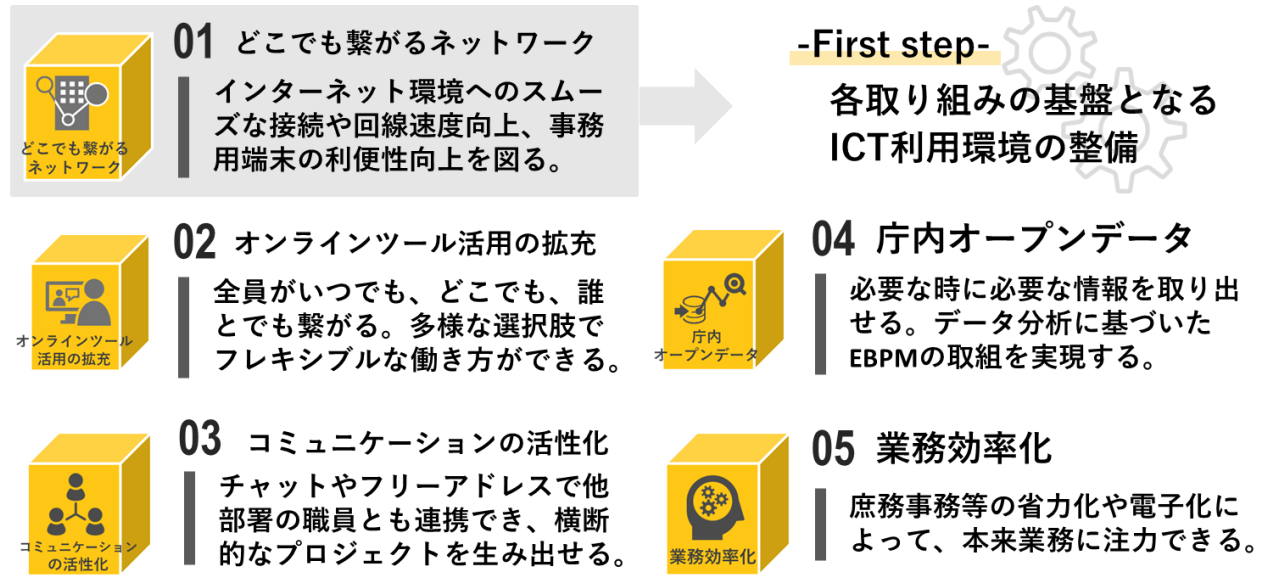 01 どこでも繋がるネットワーク
どこでも繋がる
ネットワーク
インターネット環境へのスムー
ズな接続や回線速度向上、事務
用端末の利便性向上を図る。
-First step-
各取り組みの基盤となる
ICT利用環境の整備
02 オンラインツール活用の拡充
オンラインツール
活用の拡充
全員がいつでも、どこでも、誰
とでも繋がる。多様な選択肢で
フレキシブルな働き方ができる。
03 コミュニケーションの活性化
コミュニケーション
の活性化
チャットやフリーアドレスで他
部署の職員とも連携でき、横断
的なプロジェクトを生み出せる。
04 庁内オープンデータ
庁内
オープンデータ
必要な時に必要な情報を取り出
せる。データ分析に基づいた
EBPMの取組を実現する。
05 業務効率化
業務効率化
庶務事務等の省力化や電子化に
よって、本来業務に注力できる。